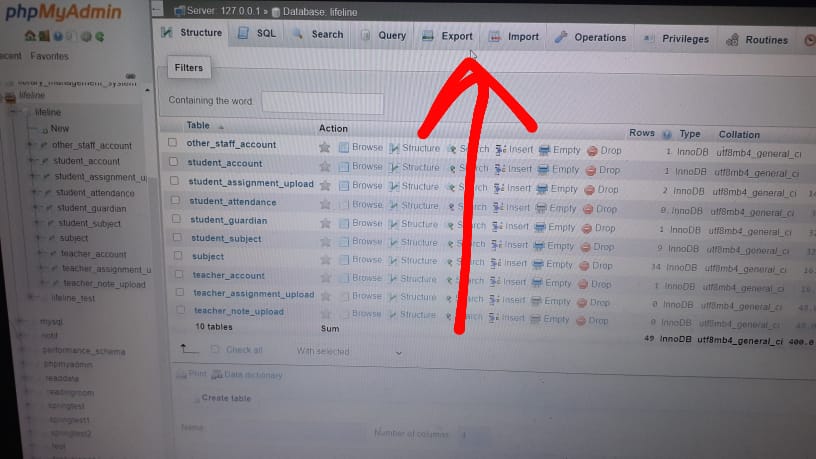 phpMyAdmin
Server: 127.0.0.1 » Database: lifeline
Structure SQL Search Query Export Import Operations Privileges Routines
Recent Favorites
Filters
Containing the word:
Table Action Rows Type Collation
other_staff_account Browse Structure Search Insert Empty Drop 1 InnoDB utf8mb4_general_ci
student_account Browse Structure Search Insert Empty Drop 1 InnoDB utf8mb4_general_ci
student_assignment_upload Browse Structure Search Insert Empty Drop 2 InnoDB utf8mb4_general_ci
student_attendance Browse Structure Search Insert Empty Drop 0 InnoDB utf8mb4_general_ci
student_guardian Browse Structure Search Insert Empty Drop 1 InnoDB utf8mb4_general_ci
student_subject Browse Structure Search Insert Empty Drop 9 InnoDB utf8mb4_general_ci
subject Browse Structure Search Insert Empty Drop 34 InnoDB utf8mb4_general_ci
teacher_account Browse Structure Search Insert Empty Drop 1 InnoDB utf8mb4_general_ci
teacher_assignment_upload Browse Structure Search Insert Empty Drop 0 InnoDB utf8mb4_general_ci
teacher_note_upload Browse Structure Search Insert Empty Drop 0 InnoDB utf8mb4_general_ci
10 tables Sum 49 InnoDB utf8mb4_general_ci 400.0
Check all With selected:
Print Data dictionary
Create table
Name: Number of columns: 4
library_management_system
lifeline
lifeline
New
other_staff_account
student_account
student_assignment_u
student_attendance
student_guardian
student_subject
subject
teacher_account
teacher_assignment_u
teacher_note_upload
lifeline_test
mysql
notif
performance_schema
phpmyadmin
readdata
readingroom
springtest
springtest1
springtest2
test